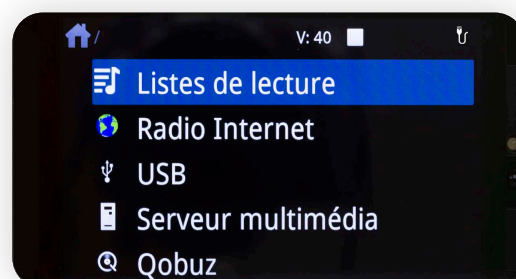 / V: 40
Listes de lecture
Radio Internet
USB
Serveur multimédia
Qobuz